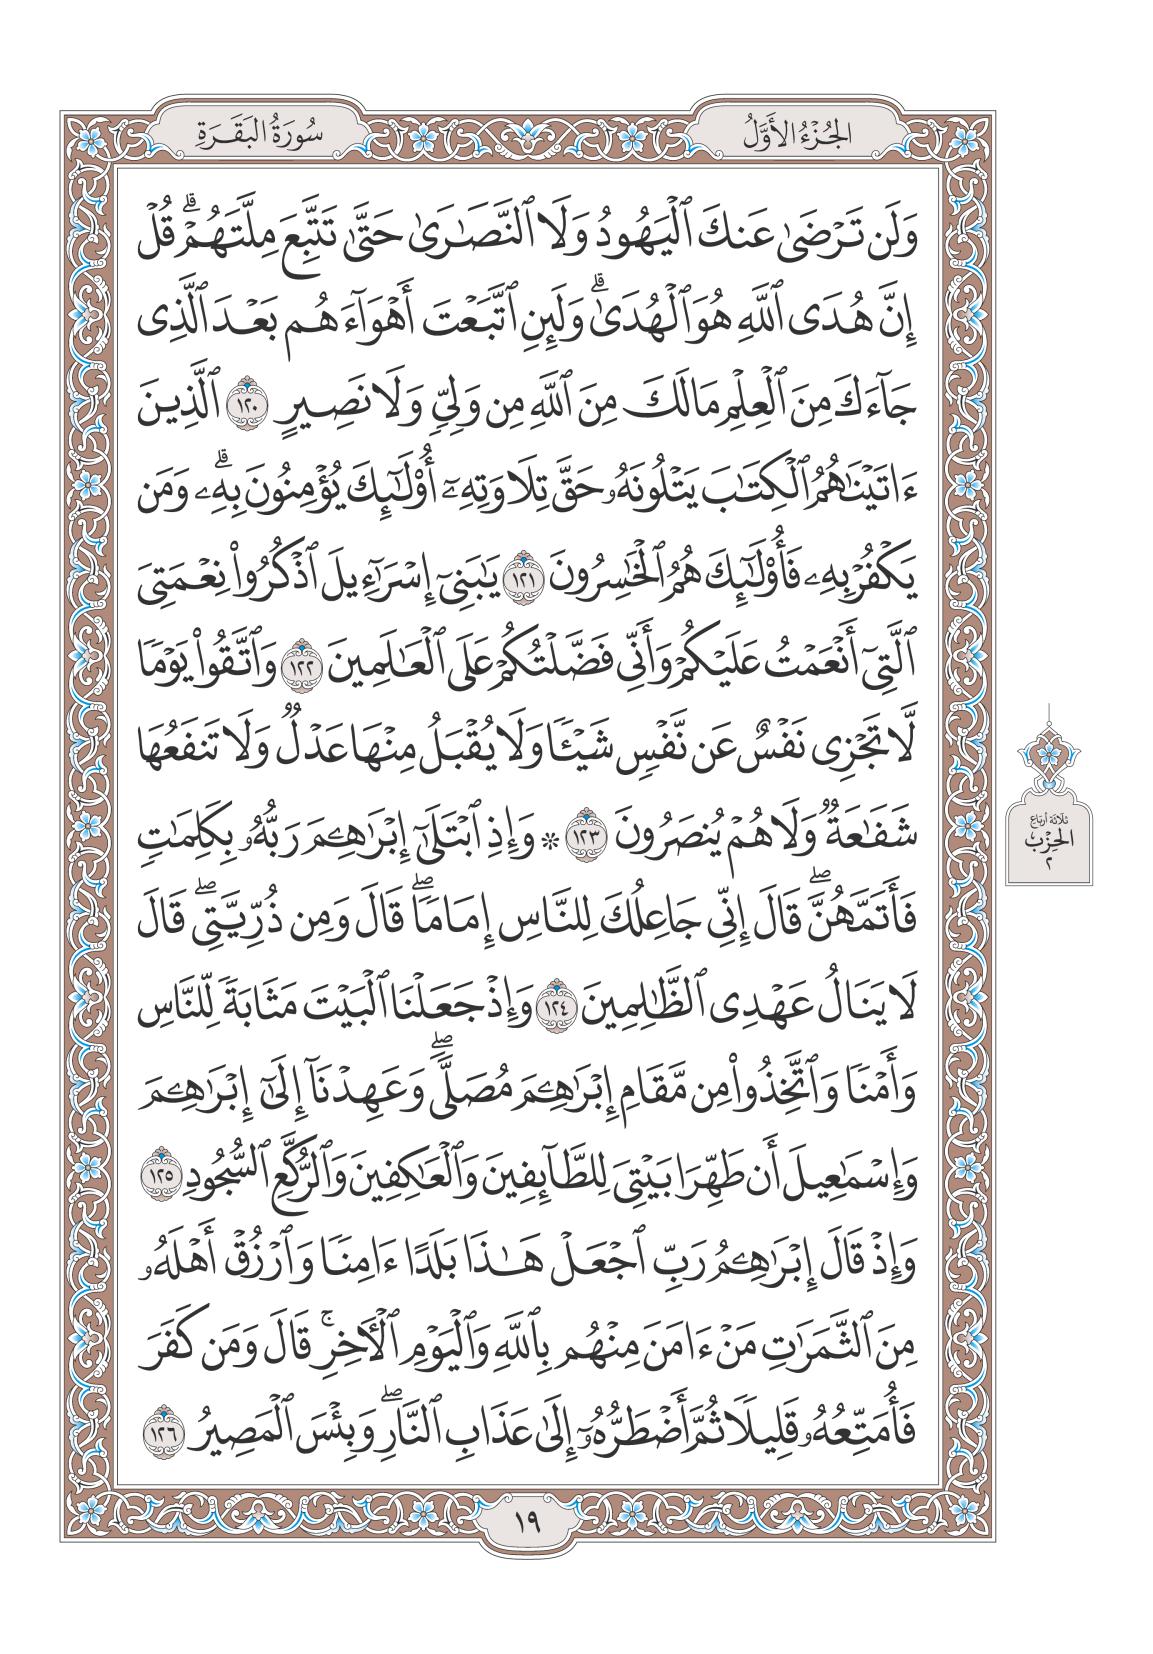 الجُزْءُ الأَوَّلُ
سُورَةُ البَقَرَةِ
وَلَن تَرْضَىٰ عَنكَ ٱلْيَهُودُ وَلَا ٱلنَّصَٰرَىٰ حَتَّىٰ تَتَّبِعَ مِلَّتَهُمْۗ قُلْ
إِنَّ هُدَى ٱللَّهِ هُوَ ٱلْهُدَىٰۗ وَلَئِنِ ٱتَّبَعْتَ أَهْوَآءَهُم بَعْدَ ٱلَّذِى
جَآءَكَ مِنَ ٱلْعِلْمِ مَا لَكَ مِنَ ٱللَّهِ مِن وَلِىٍّ وَلَا نَصِيرٍ ١٢٠ ٱلَّذِينَ
ءَاتَيْنَٰهُمُ ٱلْكِتَٰبَ يَتْلُونَهُۥ حَقَّ تِلَاوَتِهِۦٓ أُو۟لَٰٓئِكَ يُؤْمِنُونَ بِهِۦۗ وَمَن
يَكْفُرْ بِهِۦ فَأُو۟لَٰٓئِكَ هُمُ ٱلْخَٰسِرُونَ ١٢١ يَٰبَنِىٓ إِسْرَٰٓءِيلَ ٱذْكُرُوا۟ نِعْمَتِىَ
ٱلَّتِىٓ أَنْعَمْتُ عَلَيْكُمْ وَأَنِّى فَضَّلْتُكُمْ عَلَى ٱلْعَٰلَمِينَ ١٢٢ وَٱتَّقُوا۟ يَوْمًا
لَّا تَجْزِى نَفْسٌ عَن نَّفْسٍ شَيْـًٔا وَلَا يُقْبَلُ مِنْهَا عَدْلٌ وَلَا تَنفَعُهَا
شَفَٰعَةٌ وَلَا هُمْ يُنصَرُونَ ١٢٣ ۞ وَإِذِ ٱبْتَلَىٰٓ إِبْرَٰهِـۧمَ رَبُّهُۥ بِكَلِمَٰتٍ
فَأَتَمَّهُنَّۖ قَالَ إِنِّى جَاعِلُكَ لِلنَّاسِ إِمَامًاۖ قَالَ وَمِن ذُرِّيَّتِىۖ قَالَ
لَا يَنَالُ عَهْدِى ٱلظَّٰلِمِينَ ١٢٤ وَإِذْ جَعَلْنَا ٱلْبَيْتَ مَثَابَةً لِّلنَّاسِ
وَأَمْنًا وَٱتَّخِذُوا۟ مِن مَّقَامِ إِبْرَٰهِـۧمَ مُصَلًّىۖ وَعَهِدْنَآ إِلَىٰٓ إِبْرَٰهِـۧمَ
وَإِسْمَٰعِيلَ أَن طَهِّرَا بَيْتِىَ لِلطَّآئِفِينَ وَٱلْعَٰكِفِينَ وَٱلرُّكَّعِ ٱلسُّجُودِ ١٢٥
وَإِذْ قَالَ إِبْرَٰهِـۧمُ رَبِّ ٱجْعَلْ هَٰذَا بَلَدًا ءَامِنًا وَٱرْزُقْ أَهْلَهُۥ
مِنَ ٱلثَّمَرَٰتِ مَنْ ءَامَنَ مِنْهُم بِٱللَّهِ وَٱلْيَوْمِ ٱلْـَٔاخِرِۚ قَالَ وَمَن كَفَرَ
فَأُمَتِّعُهُۥ قَلِيلًا ثُمَّ أَضْطَرُّهُۥٓ إِلَىٰ عَذَابِ ٱلنَّارِۖ وَبِئْسَ ٱلْمَصِيرُ ١٢٦
ثلاثة أرباع
الحِزْب
٢
١٩